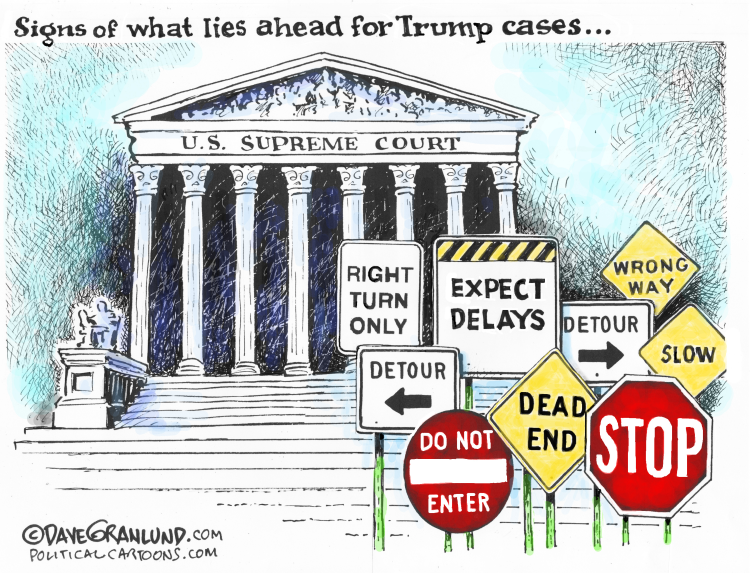 Signs of what lies ahead for Trump cases...
U.S. SUPREME COURT
RIGHT
TURN
ONLY
EXPECT
DELAYS
WRONG
WAY
DETOUR
SLOW
DETOUR
DEAD
END
STOP
DO NOT
ENTER
©DAVEGRANLUND.COM
POLITICALCARTOONS.COM